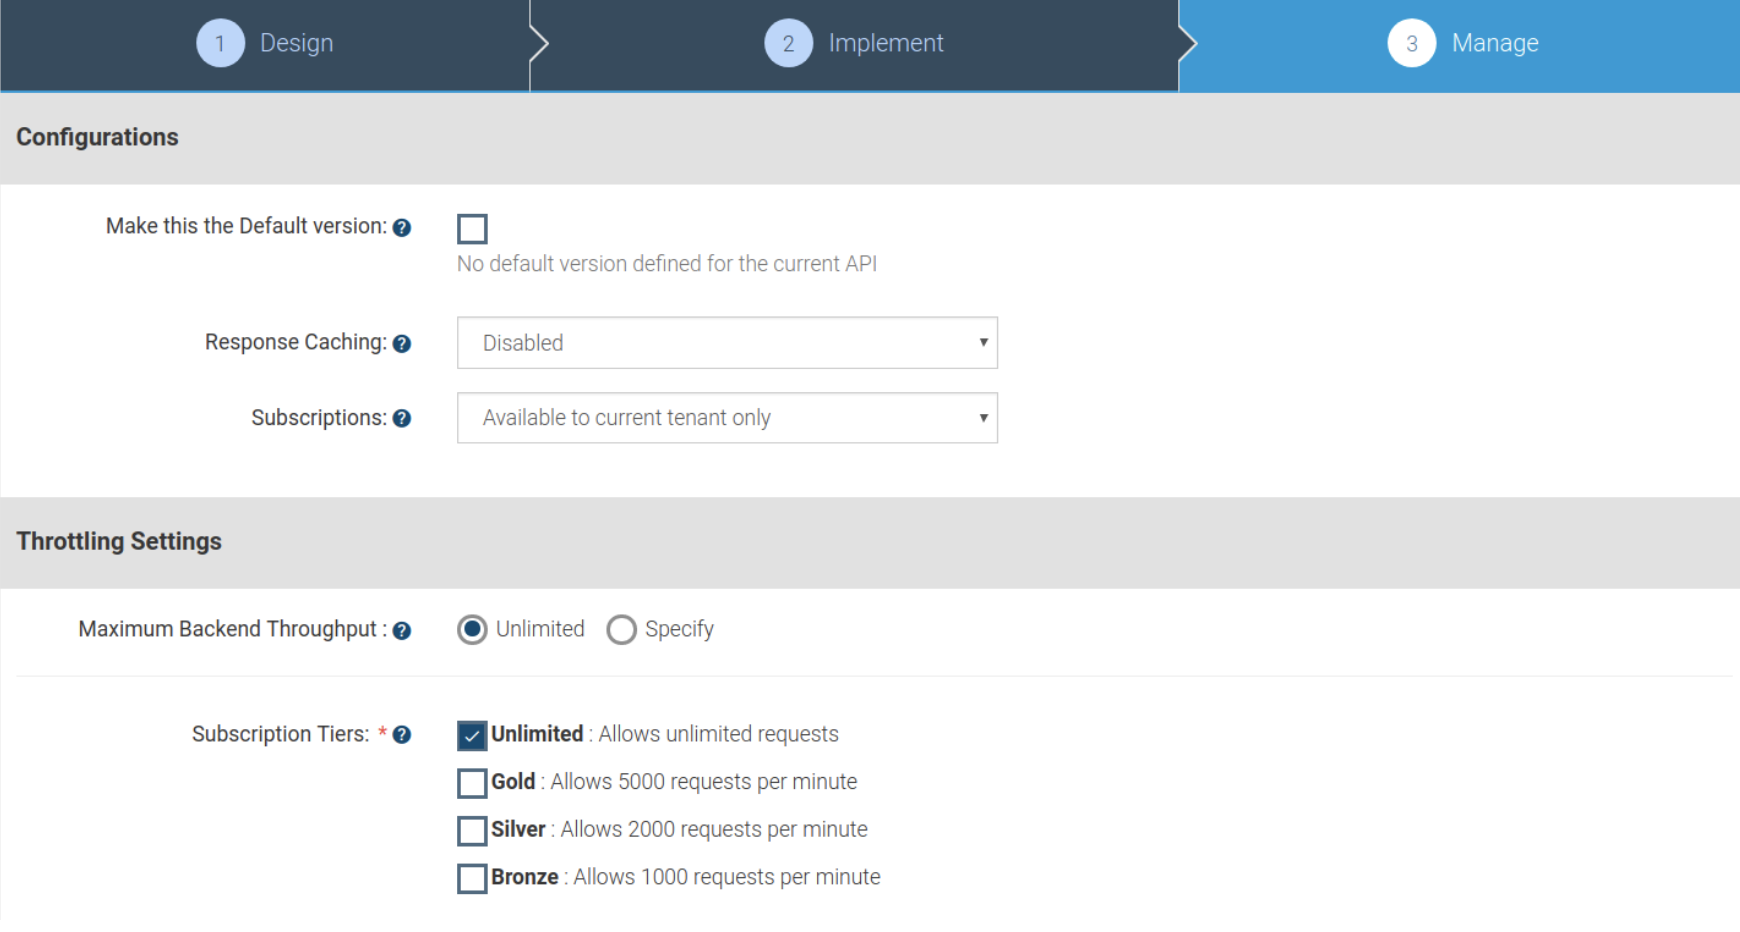 1 Design 2 Implement 3 Manage
Configurations
Make this the Default version: ?
No default version defined for the current API
Response Caching: ? Disabled
Subscriptions: ? Available to current tenant only
Throttling Settings
Maximum Backend Throughput : ? Unlimited Specify
Subscription Tiers: * ? Unlimited : Allows unlimited requests
Gold : Allows 5000 requests per minute
Silver : Allows 2000 requests per minute
Bronze : Allows 1000 requests per minute